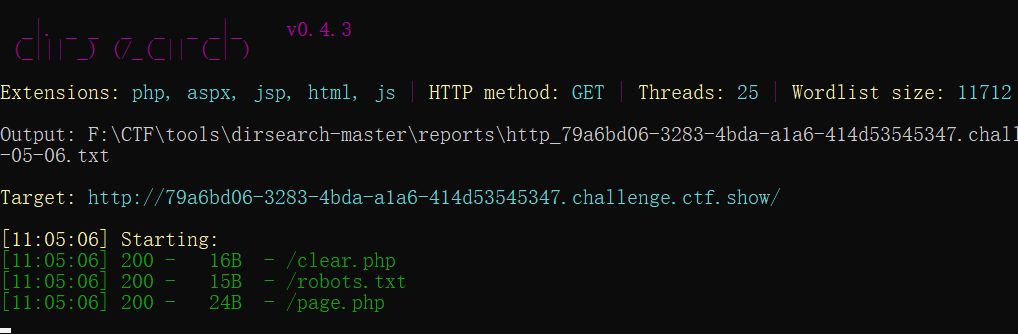 dirsearch v0.4.3
Extensions: php, aspx, jsp, html, js | HTTP method: GET | Threads: 25 | Wordlist size: 11712
Output: F:\CTF\tools\dirsearch-master\reports\http_79a6bd06-3283-4bda-a1a6-414d53545347.chall
-05-06.txt
Target: http://79a6bd06-3283-4bda-a1a6-414d53545347.challenge.ctf.show/
[11:05:06] Starting:
[11:05:06] 200 -   16B  - /clear.php
[11:05:06] 200 -   15B  - /robots.txt
[11:05:06] 200 -   24B  - /page.php